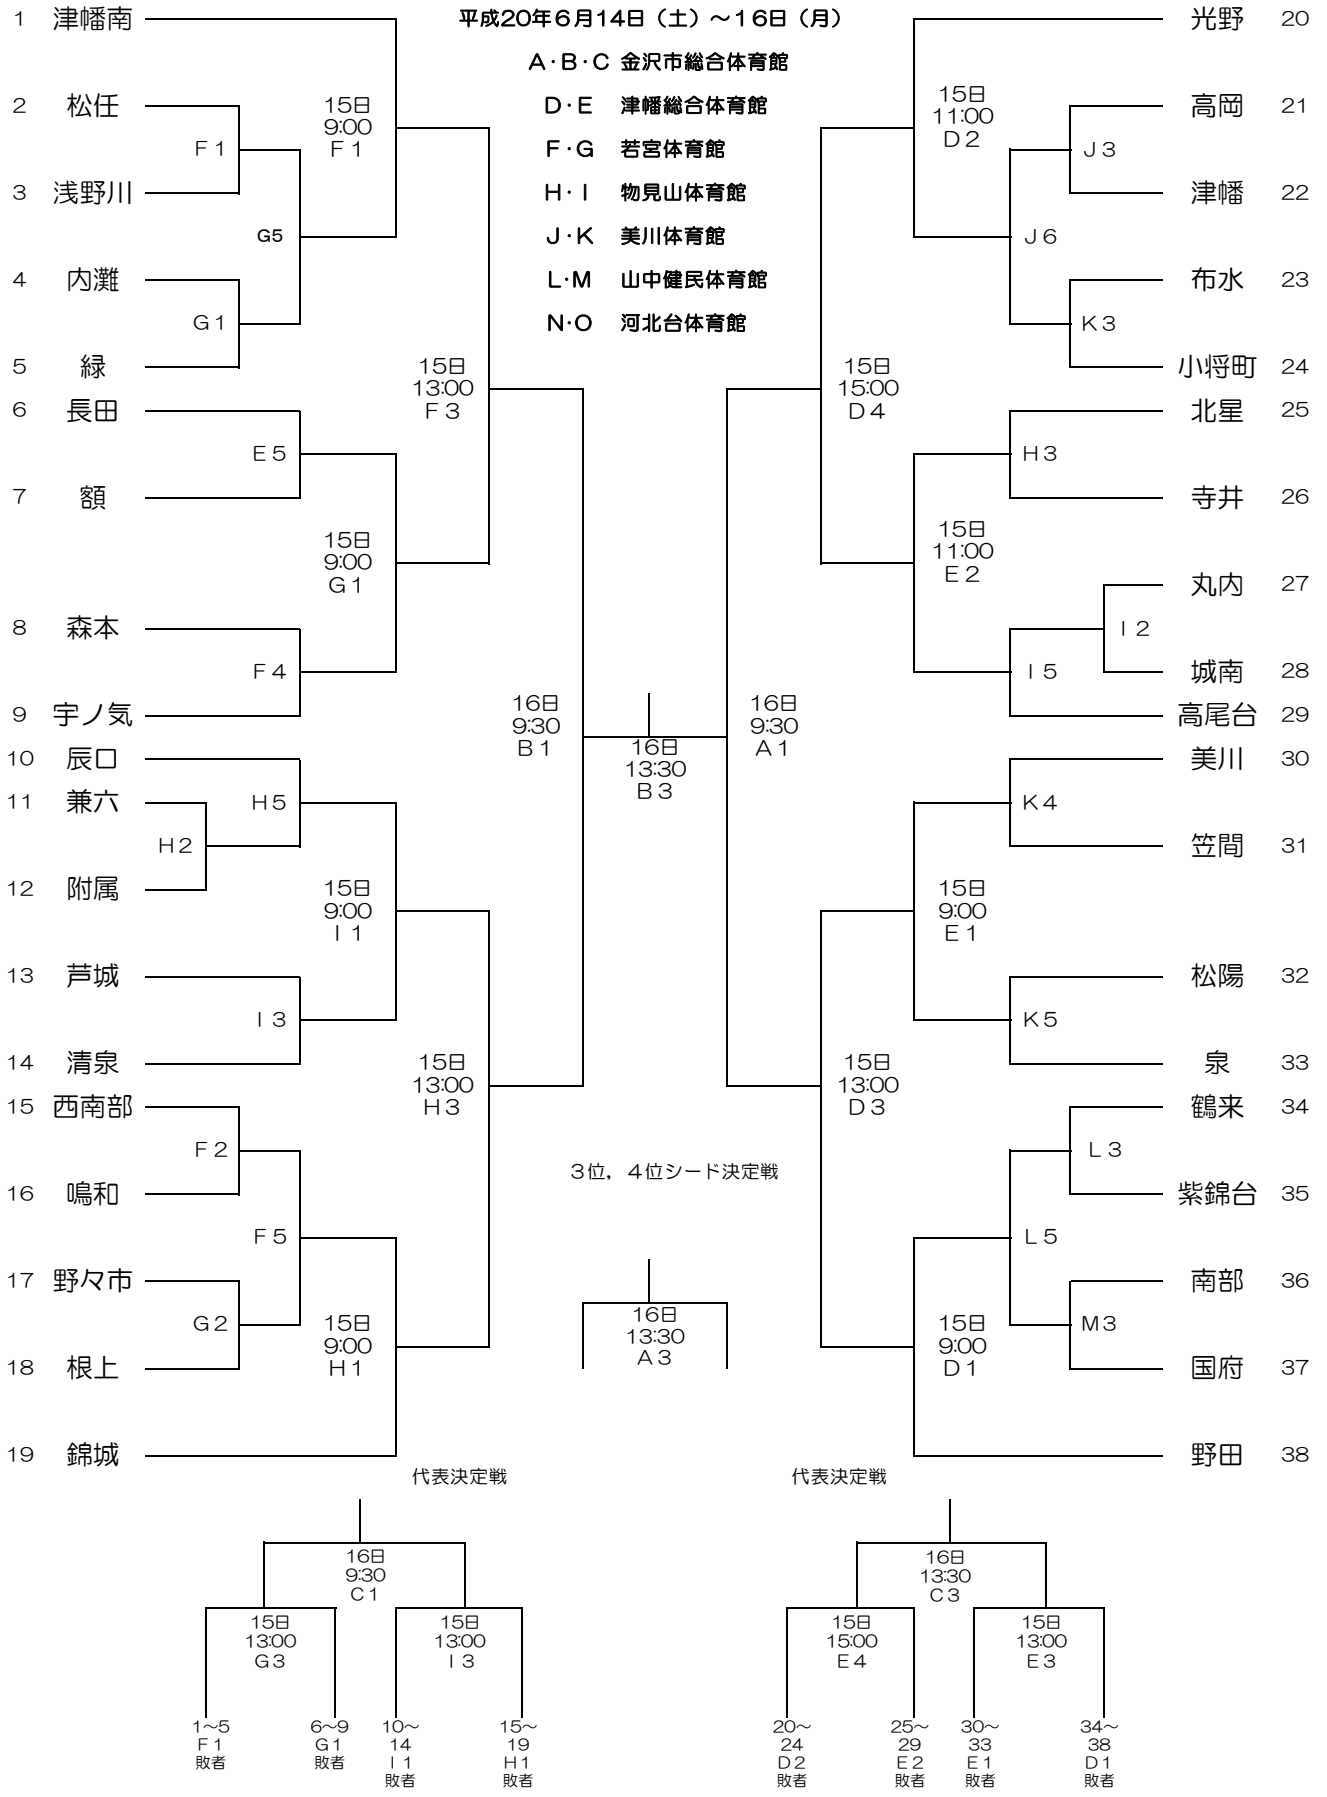 平成20年6月14日（土）～16日（月）
A・B・C 金沢市総合体育館
D・E 津幡総合体育館
F・G 若宮体育館
H・I 物見山体育館
J・K 美川体育館
L・M 山中健民体育館
N・O 河北台体育館
1 津幡南
2 松任
3 浅野川
4 内灘
5 緑
6 長田
7 額
8 森本
9 宇ノ気
10 辰口
11 兼六
12 附属
13 芦城
14 清泉
15 西南部
16 鳴和
17 野々市
18 根上
19 錦城
F1
G1
G5
E5
F4
H2
H5
I3
F2
G2
F5
15日
9:00
F1
15日
9:00
G1
15日
9:00
I1
15日
9:00
H1
15日
13:00
F3
15日
13:00
H3
16日
9:30
B1
16日
13:30
B3
16日
9:30
A1
15日
15:00
D4
15日
13:00
D3
15日
11:00
D2
15日
11:00
E2
15日
9:00
E1
15日
9:00
D1
J3
J6
K3
H3
I2
I5
K4
K5
L3
L5
M3
光野 20
高岡 21
津幡 22
布水 23
小将町 24
北星 25
寺井 26
丸内 27
城南 28
高尾台 29
美川 30
笠間 31
松陽 32
泉 33
鶴来 34
紫錦台 35
南部 36
国府 37
野田 38
3位，4位シード決定戦
16日
13:30
A3
代表決定戦
16日
9:30
C1
15日
13:00
G3
15日
13:00
I3
1～5
F1
敗者
6～9
G1
敗者
10～
14
I1
敗者
15～
19
H1
敗者
代表決定戦
16日
13:30
C3
15日
15:00
E4
15日
13:00
E3
20～
24
D2
敗者
25～
29
E2
敗者
30～
33
E1
敗者
34～
38
D1
敗者